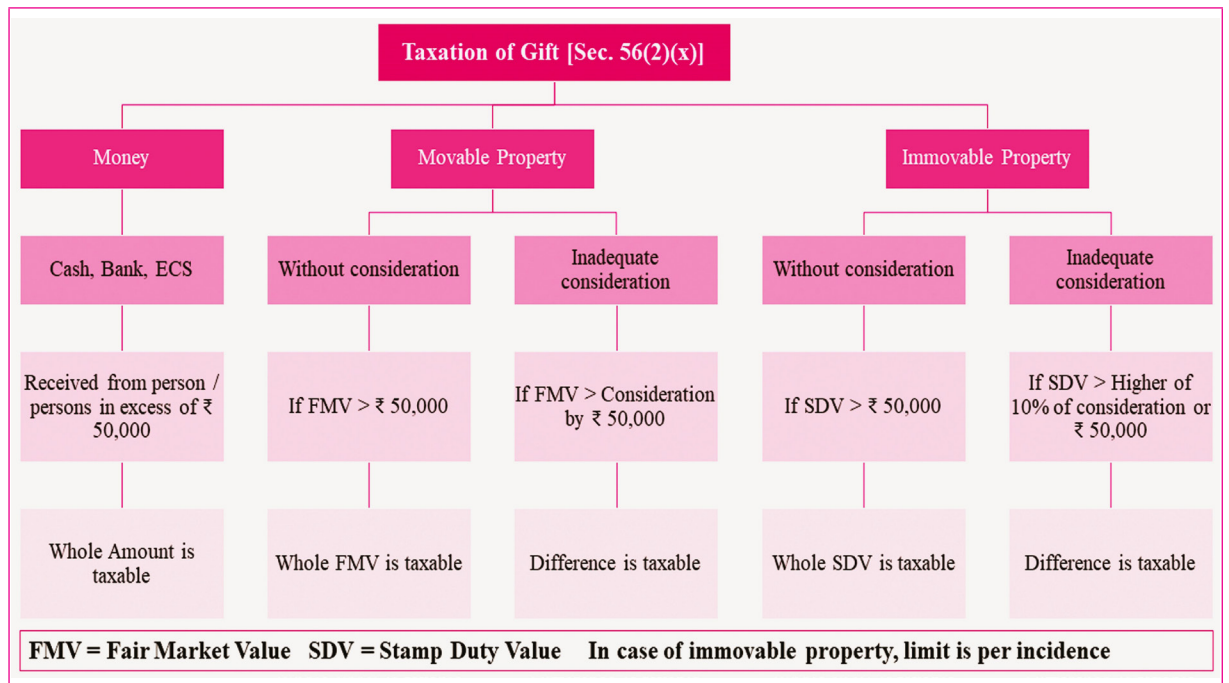 Taxation of Gift [Sec. 56(2)(x)]
Money
Movable Property
Immovable Property
Cash, Bank, ECS
Without consideration
Inadequate
consideration
Without consideration
Inadequate
consideration
Received from person /
persons in excess of ₹
50,000
If FMV > ₹ 50,000
If FMV > Consideration
by ₹ 50,000
If SDV > ₹ 50,000
If SDV > Higher of
10% of consideration or
₹ 50,000
Whole Amount is
taxable
Whole FMV is taxable
Difference is taxable
Whole SDV is taxable
Difference is taxable
FMV = Fair Market Value SDV = Stamp Duty Value In case of immovable property, limit is per incidence